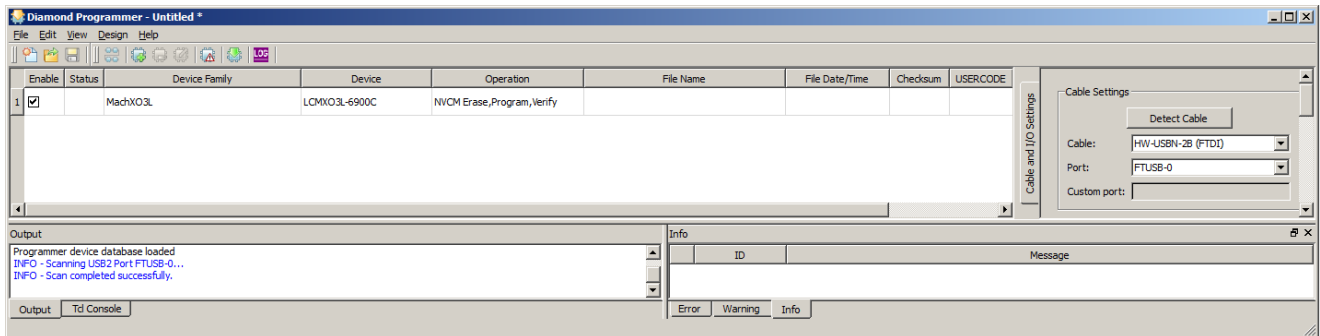 Diamond Programmer - Untitled *
File Edit View Design Help
LOG
Enable Status Device Family Device Operation File Name File Date/Time Checksum USERCODE
1 MachXO3L LCMXO3L-6900C NVCM Erase,Program,Verify
Cable and I/O Settings
Cable Settings
Detect Cable
Cable: HW-USBN-2B (FTDI)
Port: FTUSB-0
Custom port:
Output
Programmer device database loaded
INFO - Scanning USB2 Port FTUSB-0...
INFO - Scan completed successfully.
Output Tcl Console
Info
ID Message
Error Warning Info